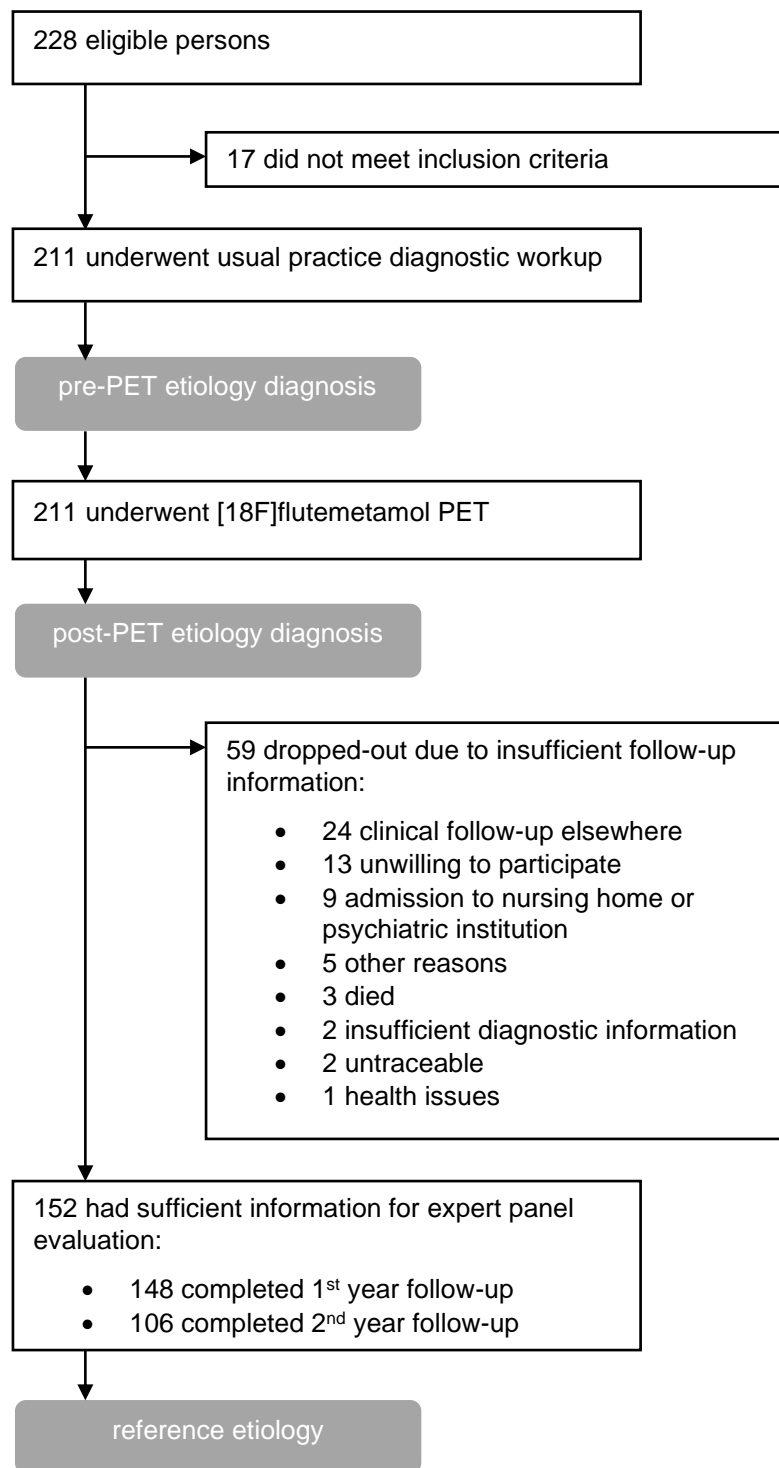 228 eligible persons
17 did not meet inclusion criteria
211 underwent usual practice diagnostic workup
pre-PET etiology diagnosis
211 underwent [18F]flutemetamol PET
post-PET etiology diagnosis
59 dropped-out due to insufficient follow-up
information:
• 24 clinical follow-up elsewhere
• 13 unwilling to participate
• 9 admission to nursing home or
psychiatric institution
• 5 other reasons
• 3 died
• 2 insufficient diagnostic information
• 2 untraceable
• 1 health issues
152 had sufficient information for expert panel
evaluation:
• 148 completed 1st year follow-up
• 106 completed 2nd year follow-up
reference etiology